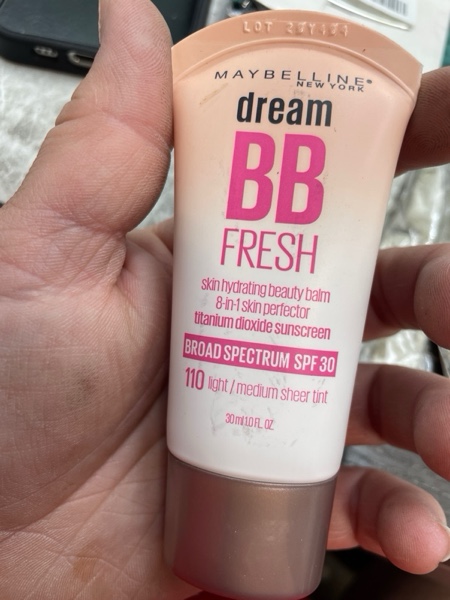 MAYBELLINE®
NEW YORK
dream
BB
FRESH
skin hydrating beauty balm
8-in-1 skin perfector
titanium dioxide sunscreen
BROAD SPECTRUM SPF 30
110 light / medium sheer tint
30 ml 1.0 FL. OZ.